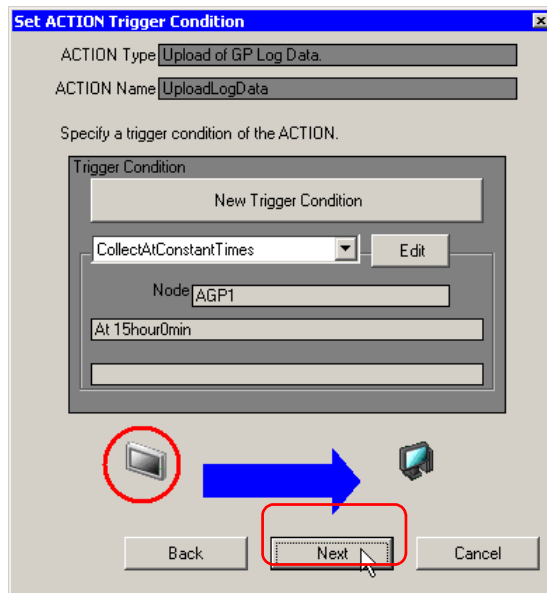 Set ACTION Trigger Condition
ACTION Type Upload of GP Log Data.
ACTION Name UploadLogData
Specify a trigger condition of the ACTION.
Trigger Condition
New Trigger Condition
CollectAtConstantTimes Edit
Node AGP1
At 15hour0min
Back Next Cancel